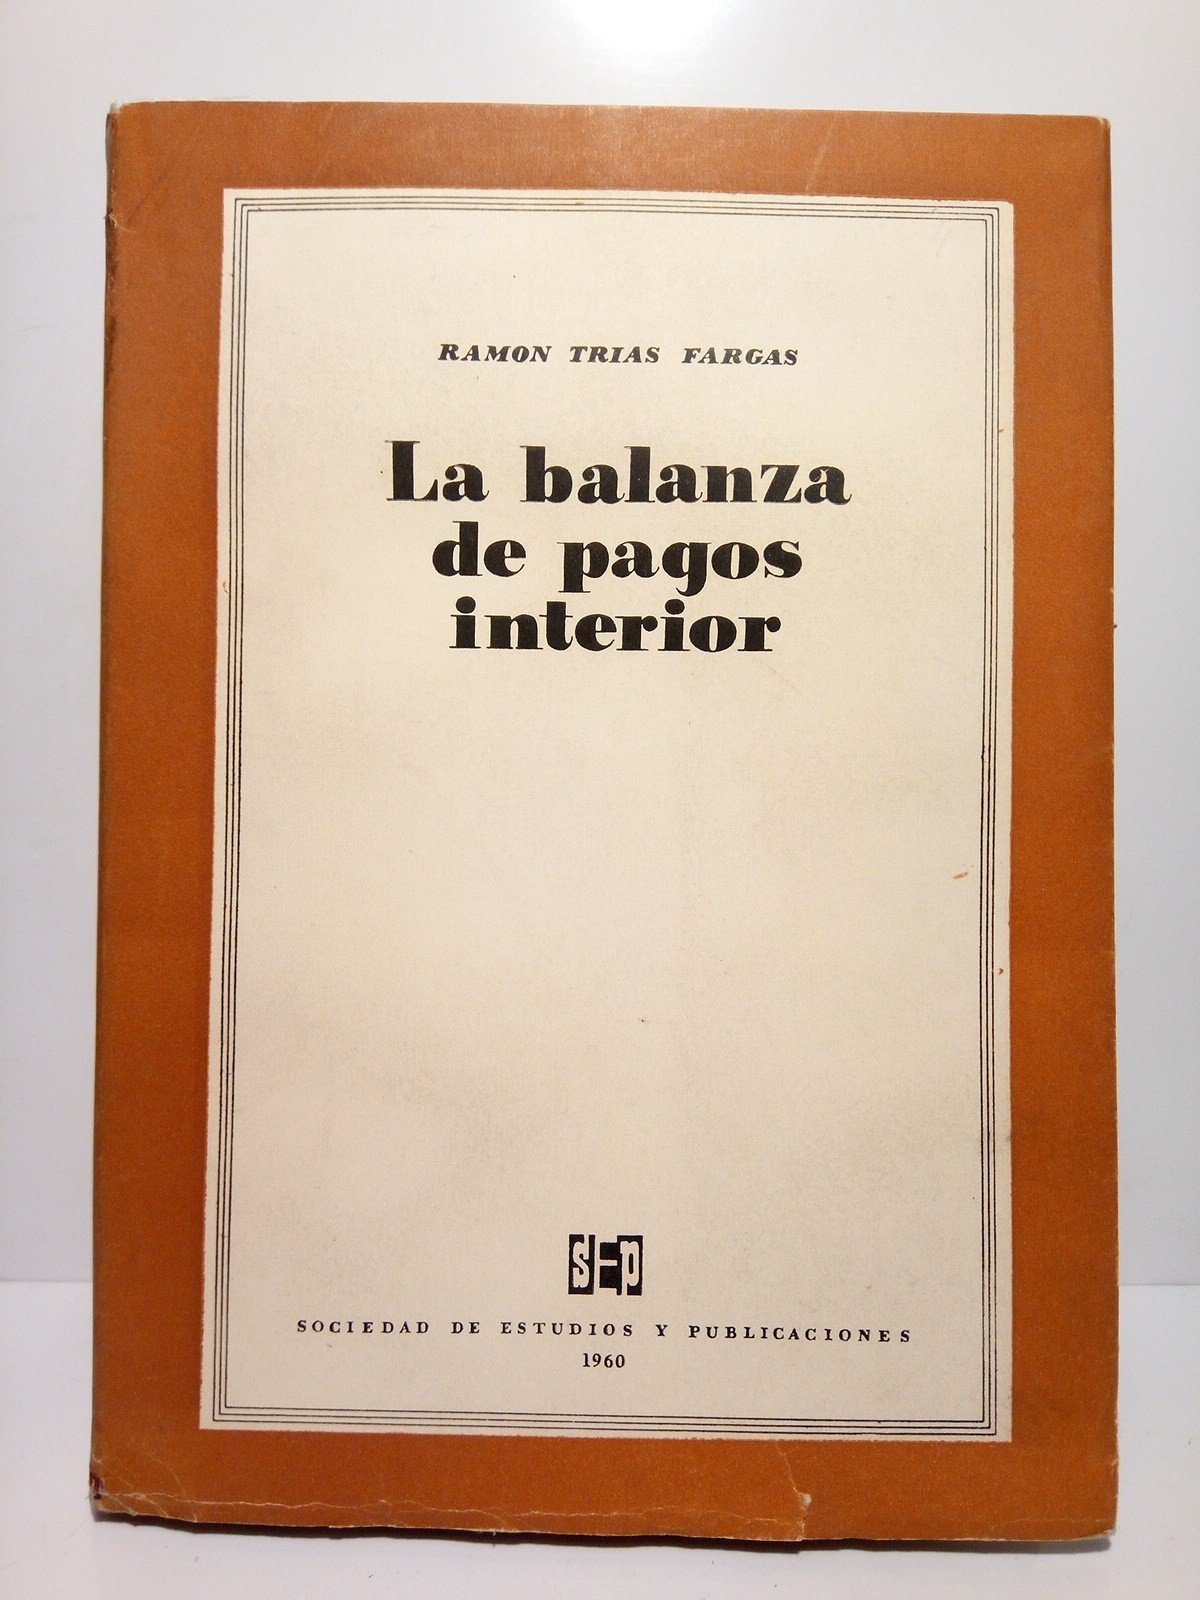 RAMON TRIAS FARGAS
La balanza
de pagos
interior
SEP
SOCIEDAD DE ESTUDIOS Y PUBLICACIONES
1960